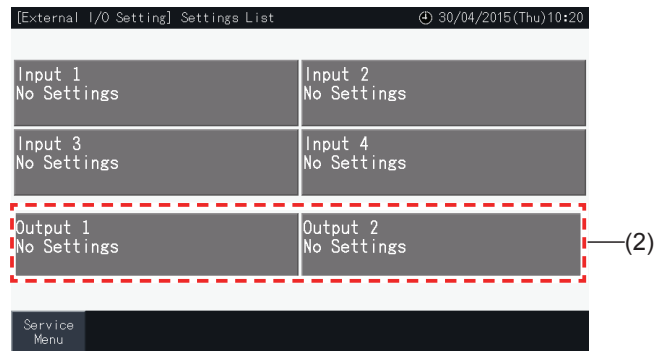 [External I/O Setting] Settings List 30/04/2015(Thu)10:20
Input 1 Input 2
No Settings No Settings
Input 3 Input 4
No Settings No Settings
Output 1 Output 2
No Settings No Settings
(2)
Service
Menu